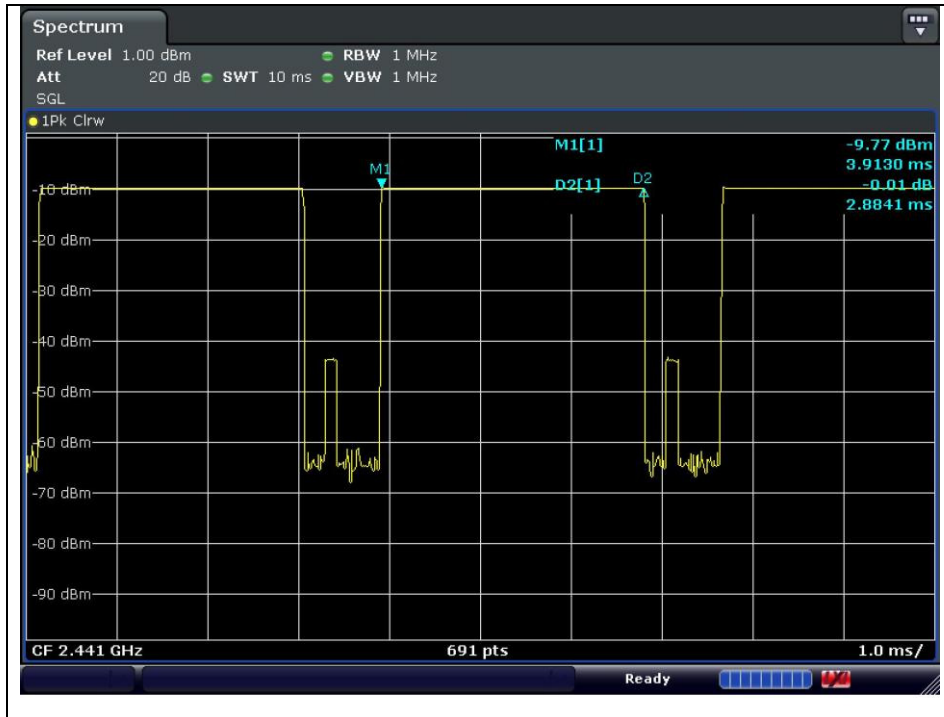 Spectrum
Ref Level 1.00 dBm RBW 1 MHz
Att 20 dB SWT 10 ms VBW 1 MHz
SGL
1Pk Clrw
M1[1] -9.77 dBm
3.9130 ms
M1
D2[1] -0.01 dB
2.8841 ms
D2
-10 dBm
-20 dBm
-30 dBm
-40 dBm
-50 dBm
-60 dBm
-70 dBm
-80 dBm
-90 dBm
CF 2.441 GHz 691 pts 1.0 ms/
Ready